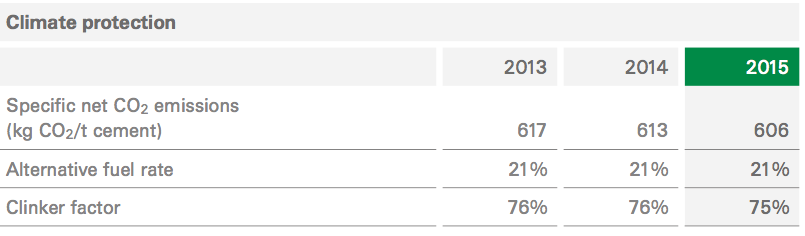 Climate protection
2013 2014 2015
Specific net CO₂ emissions
(kg CO₂/t cement) 617 613 606
Alternative fuel rate 21% 21% 21%
Clinker factor 76% 76% 75%